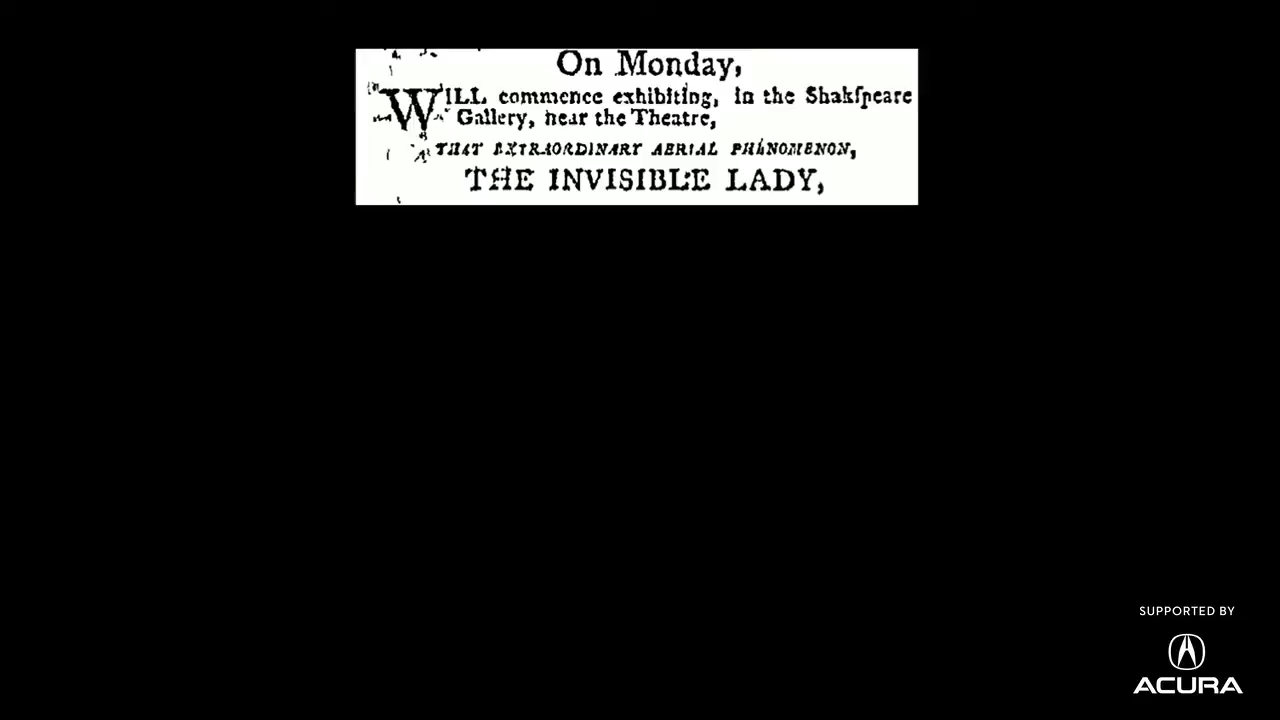 On Monday,
WILL commence exhibiting, in the Shakſpeare
Gallery, near the Theatre,
THAT EXTRAORDINARY AERIAL PHÆNOMENON,
THE INVISIBLE LADY,
SUPPORTED BY
ACURA